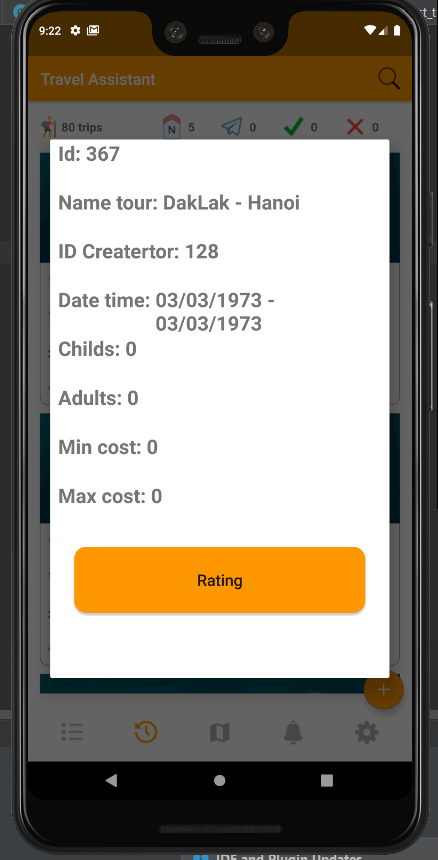 9:22
Travel Assistant
80 trips
N
5
0
0
0
Id: 367
Name tour: DakLak - Hanoi
ID Creatertor: 128
Date time: 03/03/1973 -
03/03/1973
Childs: 0
Adults: 0
Min cost: 0
Max cost: 0
Rating
+
IDE and Plugin Updater